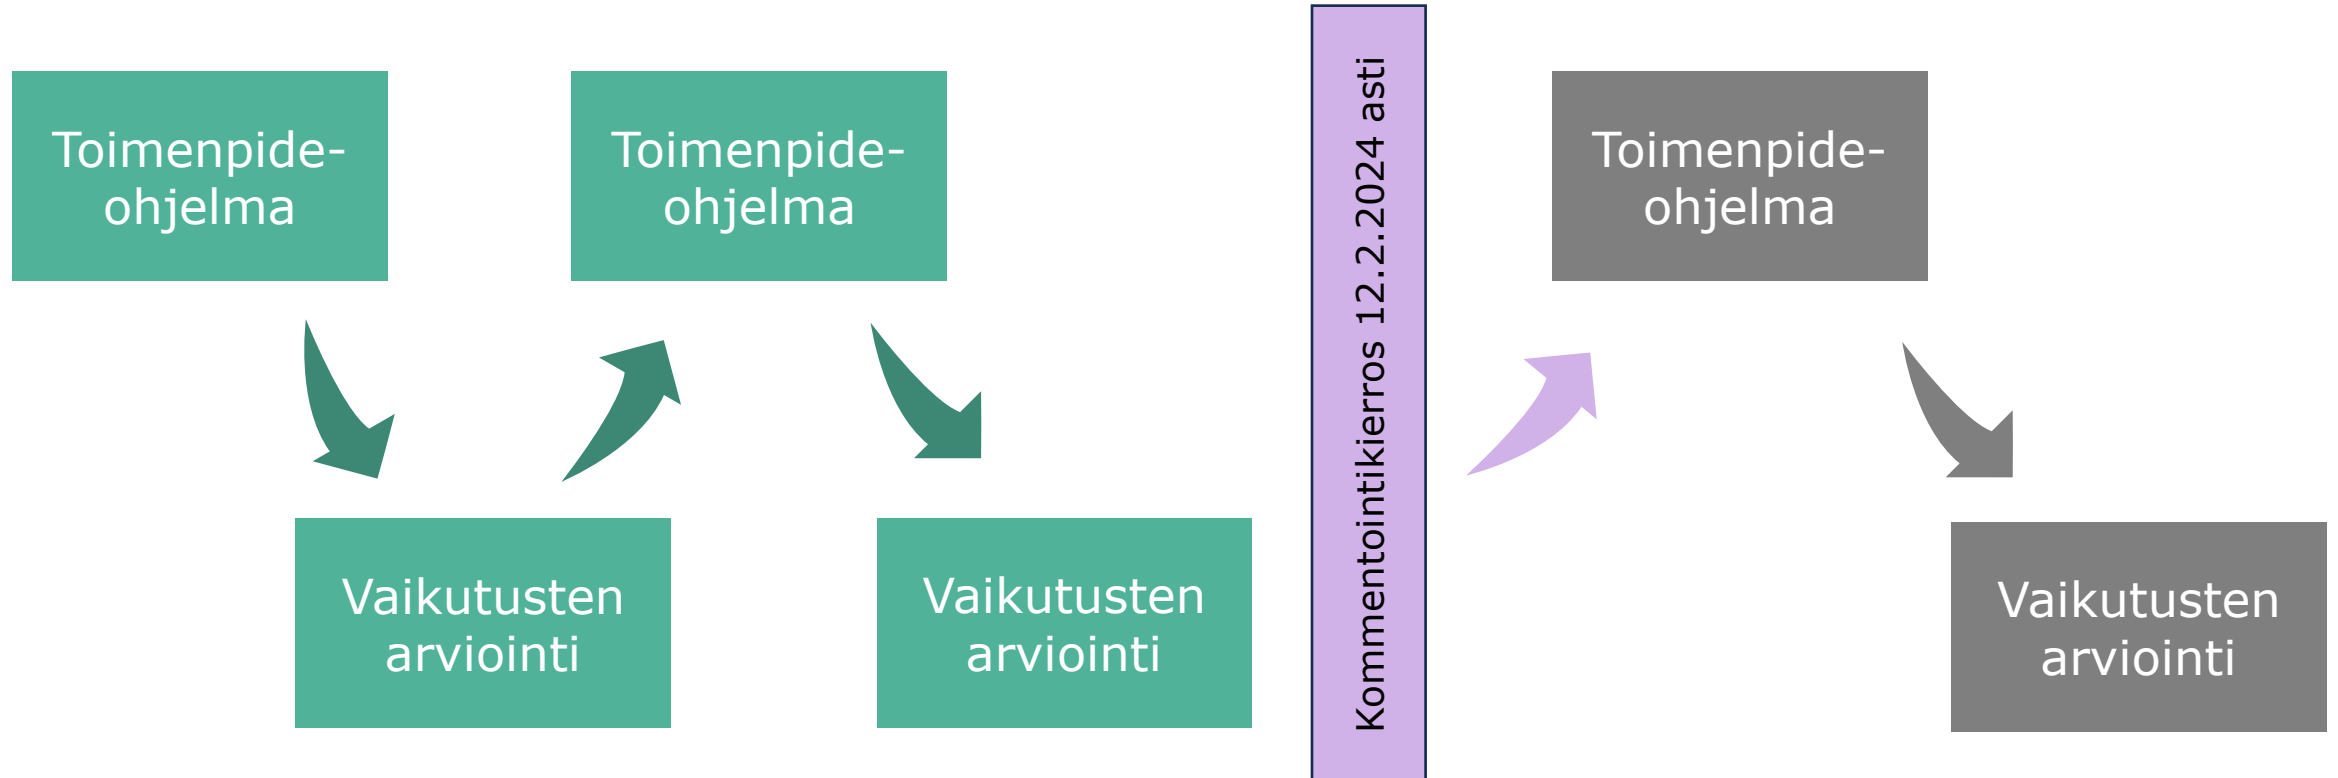 Toimenpide-
ohjelma
Vaikutusten
arviointi
Toimenpide-
ohjelma
Vaikutusten
arviointi
Kommentointikierros 12.2.2024 asti
Toimenpide-
ohjelma
Vaikutusten
arviointi